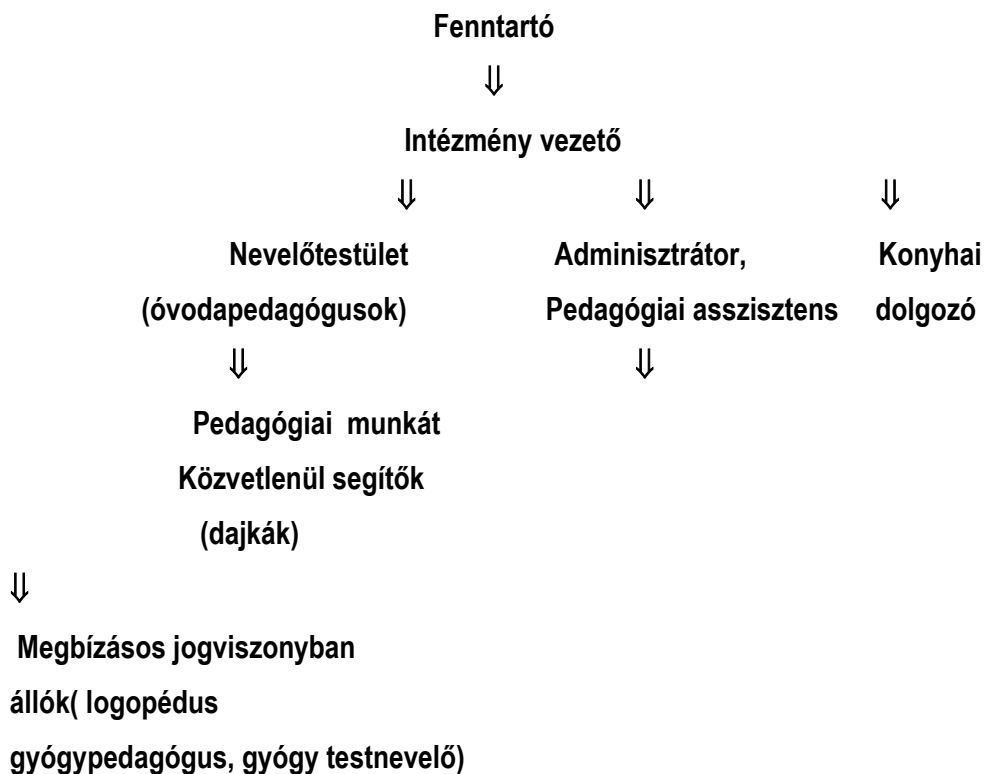 Fenntartó
⇓
Intézmény vezető
⇓ ⇓ ⇓
Nevelőtestület Adminisztrátor, Konyhai
(óvodapedagógusok) Pedagógiai asszisztens dolgozó
⇓ ⇓
Pedagógiai munkát
Közvetlenül segítők
(dajkák)
⇓
Megbízásos jogviszonyban
állók( logopédus
gyógypedagógus, gyógy testnevelő)